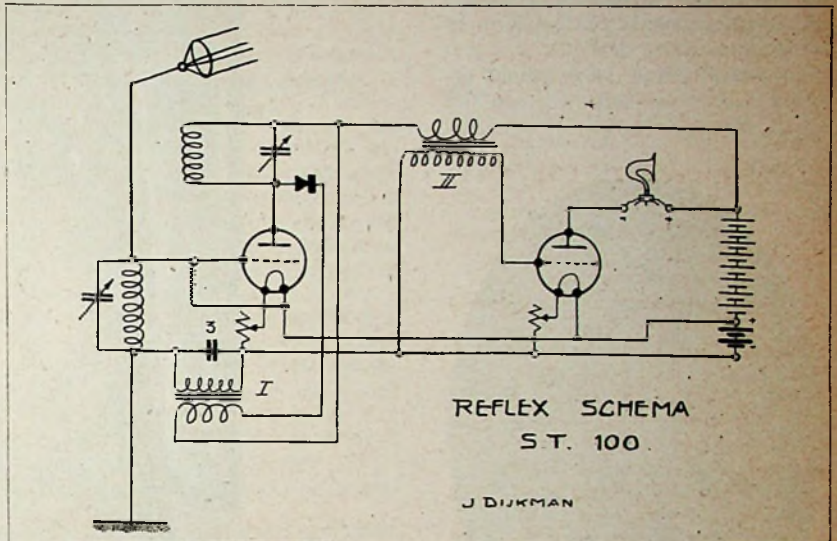 3
I
II
- +
+
-
REFLEX SCHEMA
S.T. 100
J DIJKMAN